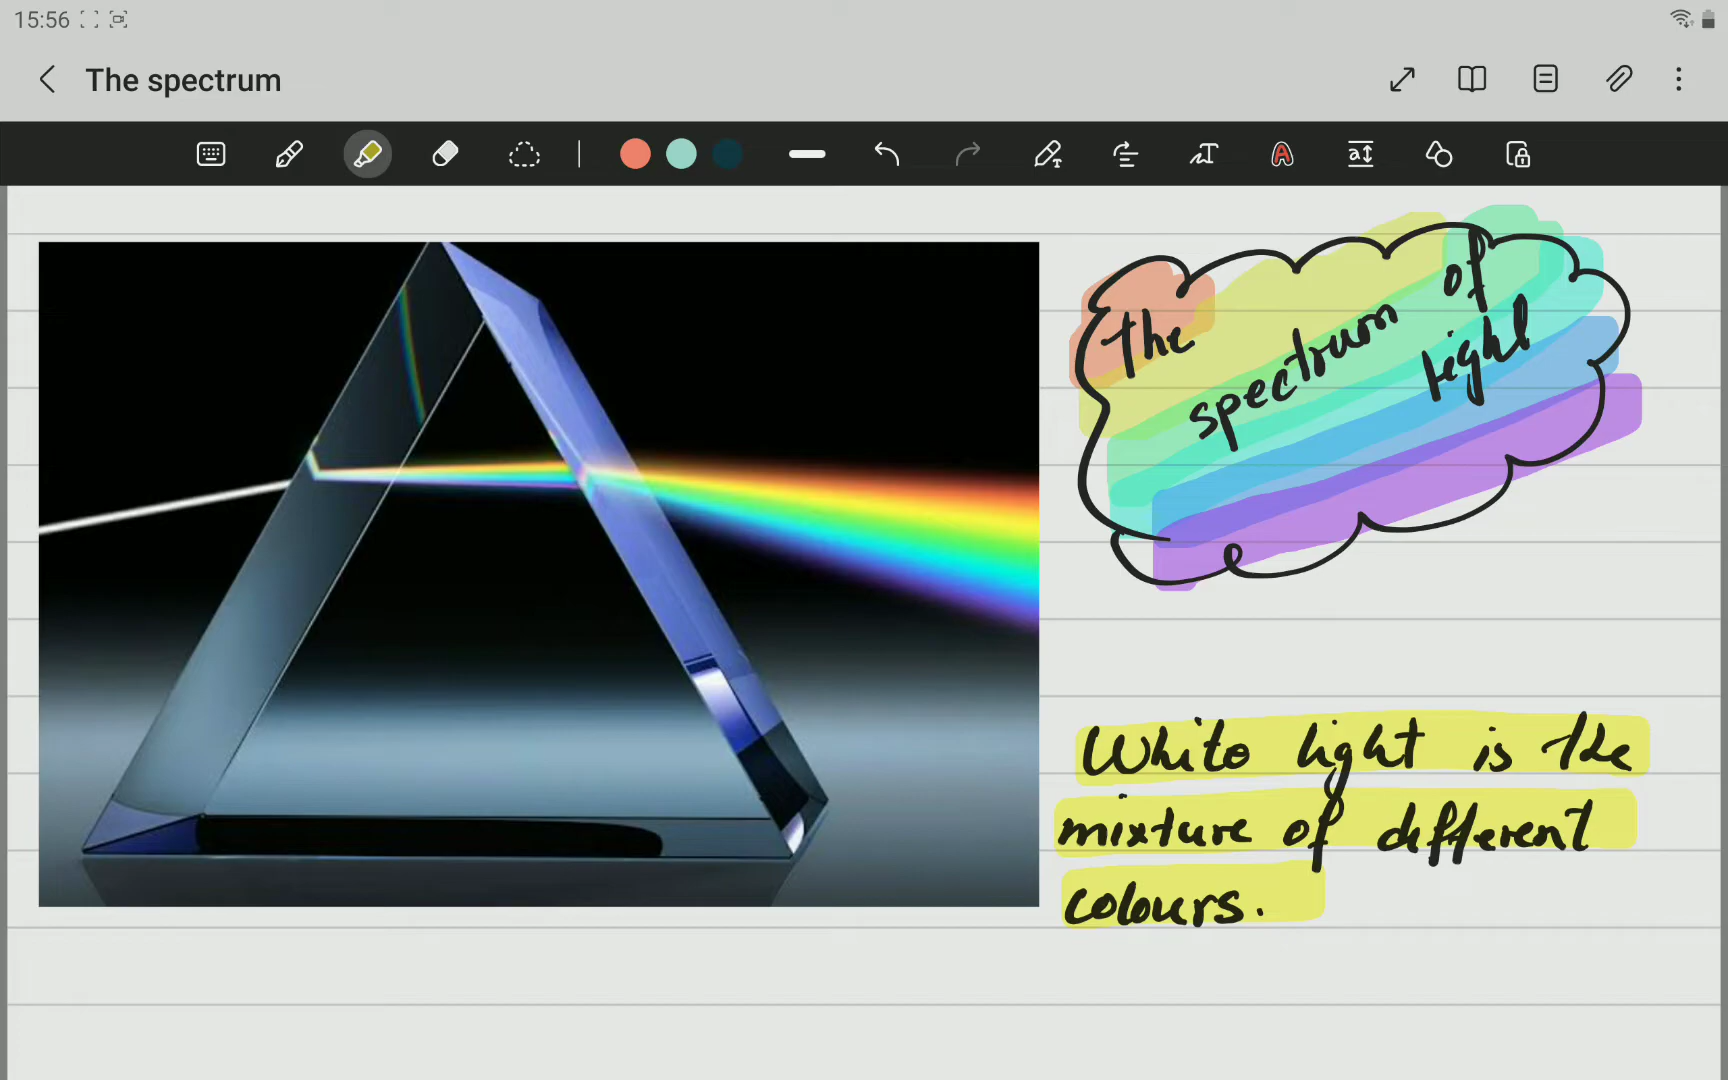 15:56
The spectrum
The
spectrum of
light
White light is the
mixture of different
colours.